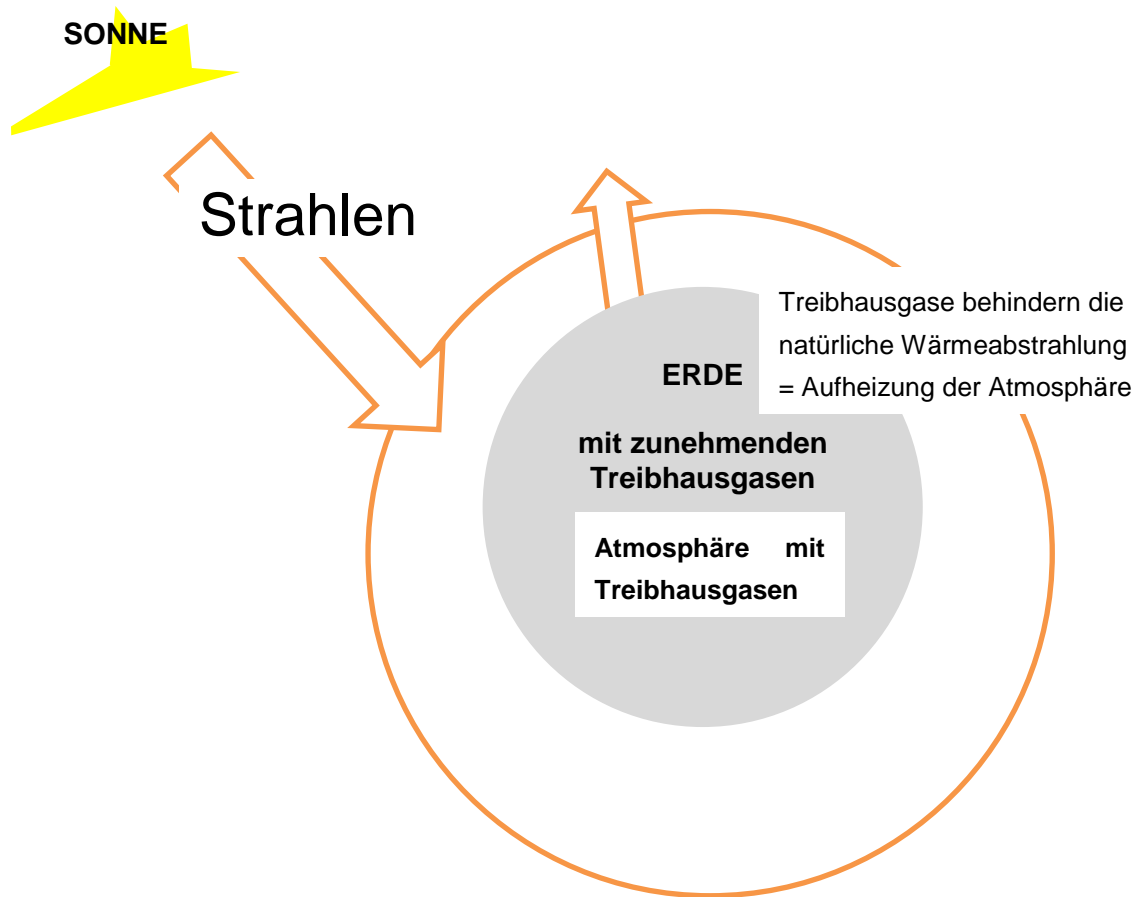 SONNE
Strahlen
Treibhausgase behindern die
natürliche Wärmeabstrahlung
= Aufheizung der Atmosphäre
ERDE
mit zunehmenden
Treibhausgasen
Atmosphäre mit
Treibhausgasen